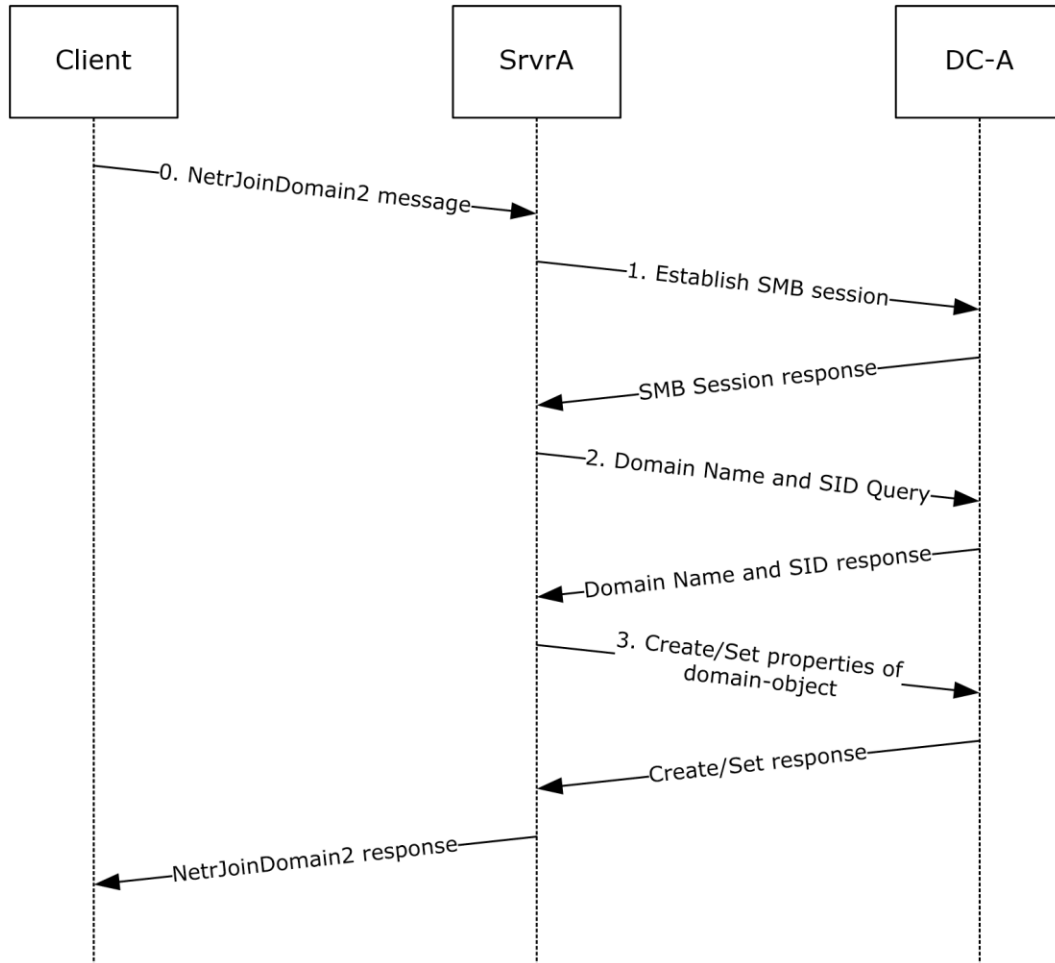 Client
SrvrA
DC-A
0. NetrJoinDomain2 message
1. Establish SMB session
SMB Session response
2. Domain Name and SID Query
Domain Name and SID response
3. Create/Set properties of
domain-object
Create/Set response
NetrJoinDomain2 response